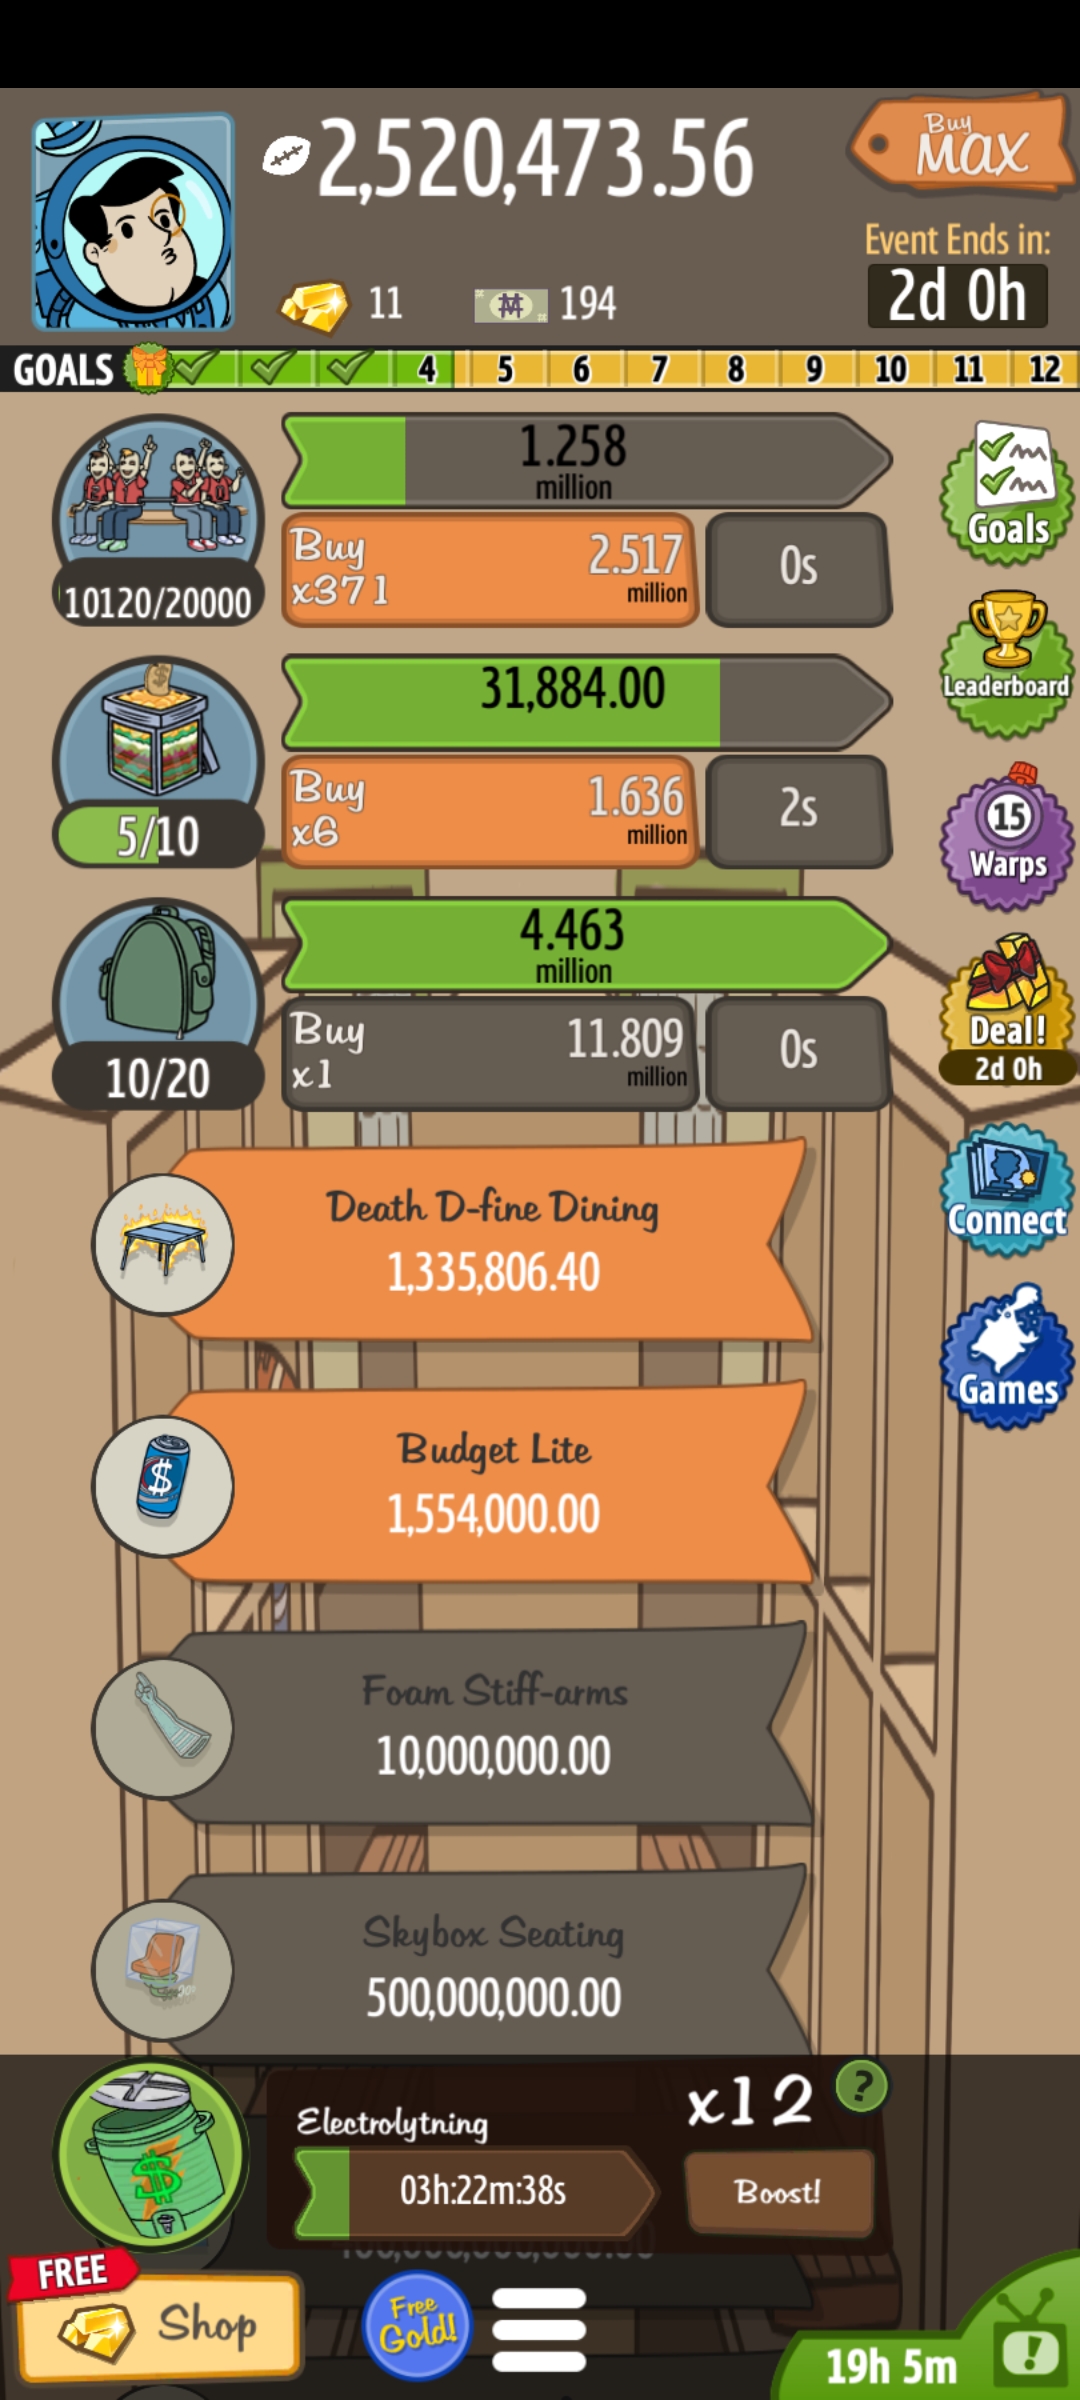 2,520,473.56
Buy
MAX
Event Ends in:
2d 0h
11
194
GOALS
4
5
6
7
8
9
10
11
12
1.258
million
Buy
x371
2.517
million
0s
10120/20000
Goals
Leaderboard
31,884.00
Buy
x6
1.636
million
2s
5/10
15
Warps
4.463
million
Buy
x1
11.809
million
0s
10/20
Deal!
2d 0h
Death D-fine Dining
1,335,806.40
Connect
Budget Lite
1,554,000.00
Games
Foam Stiff-arms
10,000,000.00
Skybox Seating
500,000,000.00
Electrolytning
x12
?
03h:22m:38s
Boost!
FREE
Shop
Free
Gold!
19h 5m